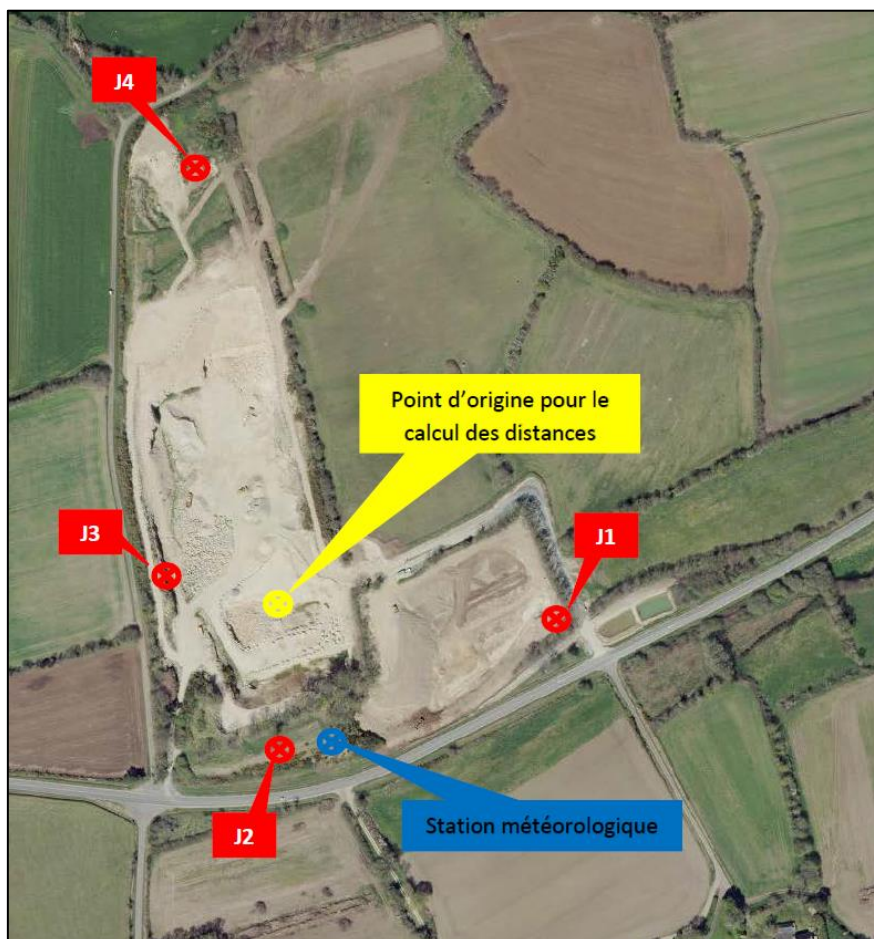 J4
Point d'origine pour le
calcul des distances
J3
J1
J2
Station météorologique